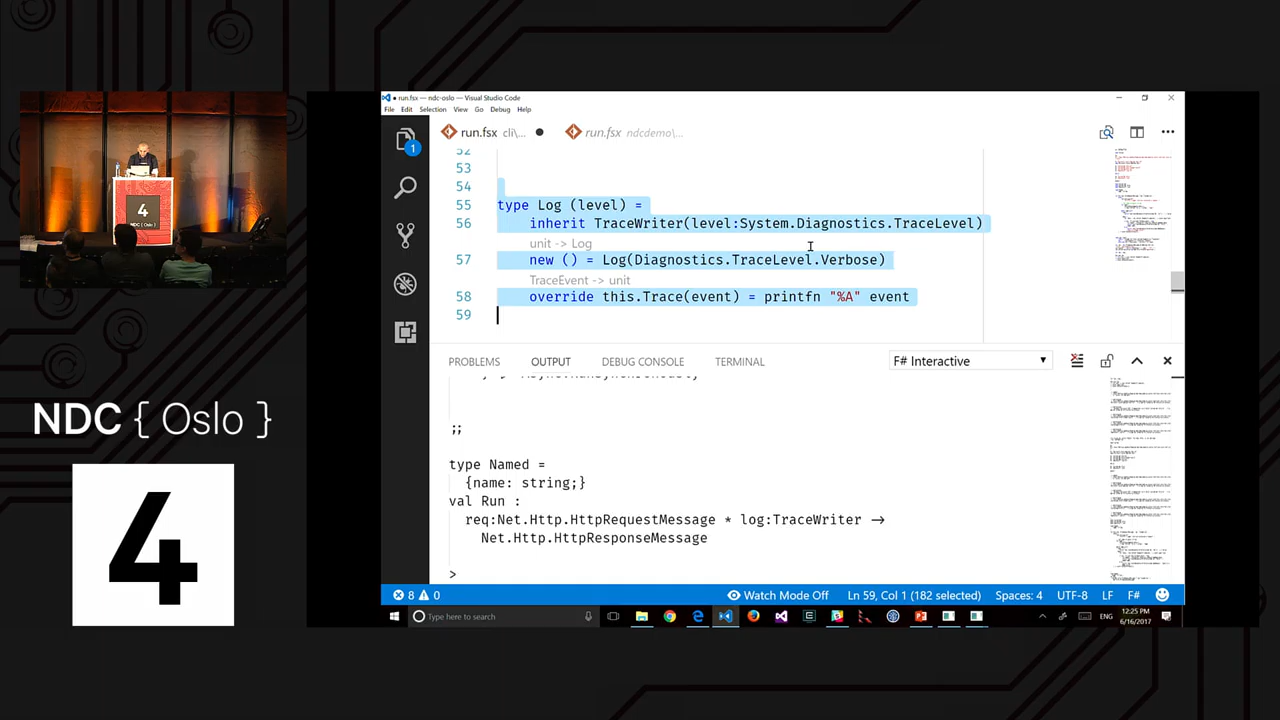 run.fsx — ndc-oslo — Visual Studio Code
File Edit Selection View Go Debug Help
1
run.fsx cli\... run.fsx ndcdemo\...
52
53
54
55 type Log (level) =
56 inherit TraceWriter(level:System.Diagnostics.TraceLevel)
unit -> Log
57 new () = Log(Diagnostics.TraceLevel.Verbose)
TraceEvent -> unit
58 override this.Trace(event) = printfn "%A" event
59
PROBLEMS OUTPUT DEBUG CONSOLE TERMINAL F# Interactive
;;
type Named =
{name: string;}
val Run :
req:Net.Http.HttpRequestMessage * log:TraceWriter ->
Net.Http.HttpResponseMessage
>
8 0 Watch Mode Off Ln 59, Col 1 (182 selected) Spaces: 4 UTF-8 LF F#
Type here to search ENG 12:25 PM
6/16/2017
4
NDC { Oslo }
NDC { Oslo }
4